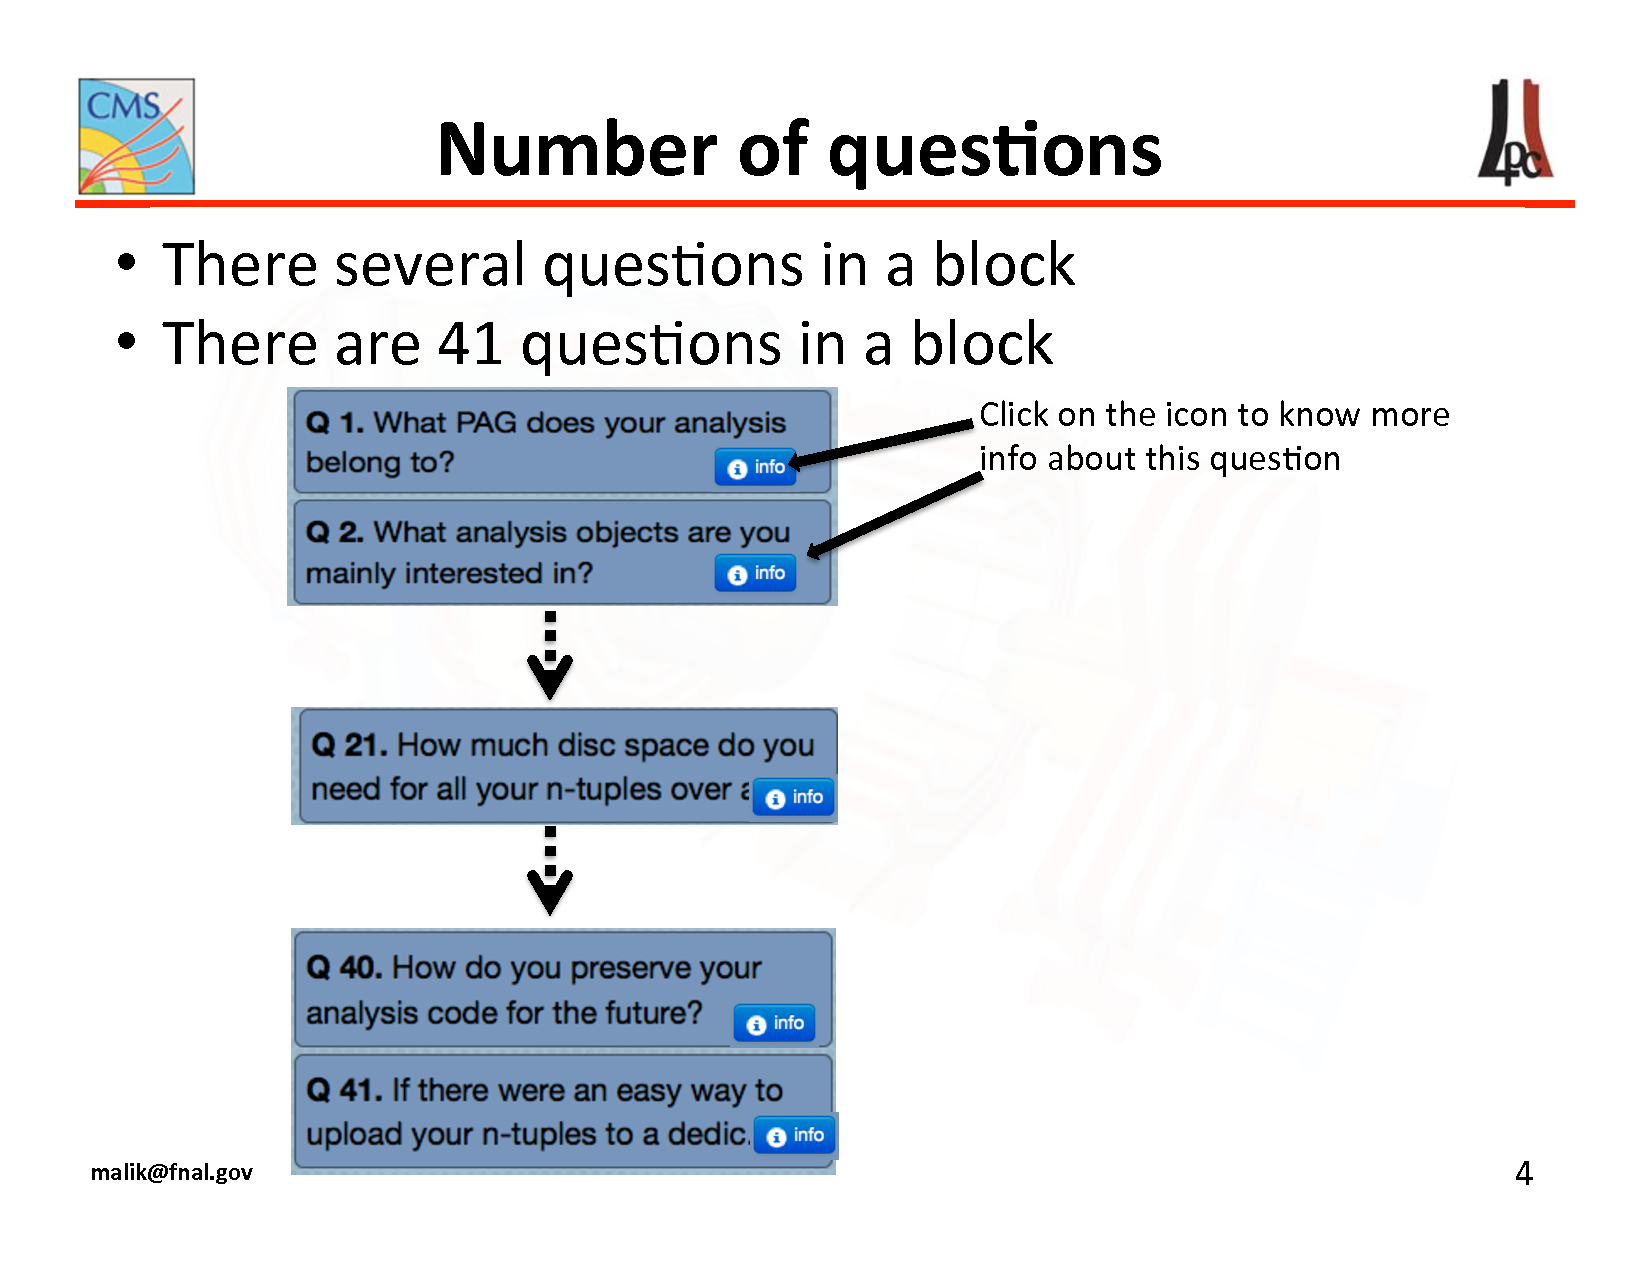 CMS
Number of questions
LPC
• There several questions in a block
• There are 41 questions in a block
Q 1. What PAG does your analysis
belong to?
info
Q 2. What analysis objects are you
mainly interested in?
info
Click on the icon to know more
info about this question
Q 21. How much disc space do you
need for all your n-tuples over
info
Q 40. How do you preserve your
analysis code for the future?
info
Q 41. If there were an easy way to
upload your n-tuples to a dedic.
info
malik@fnal.gov
4